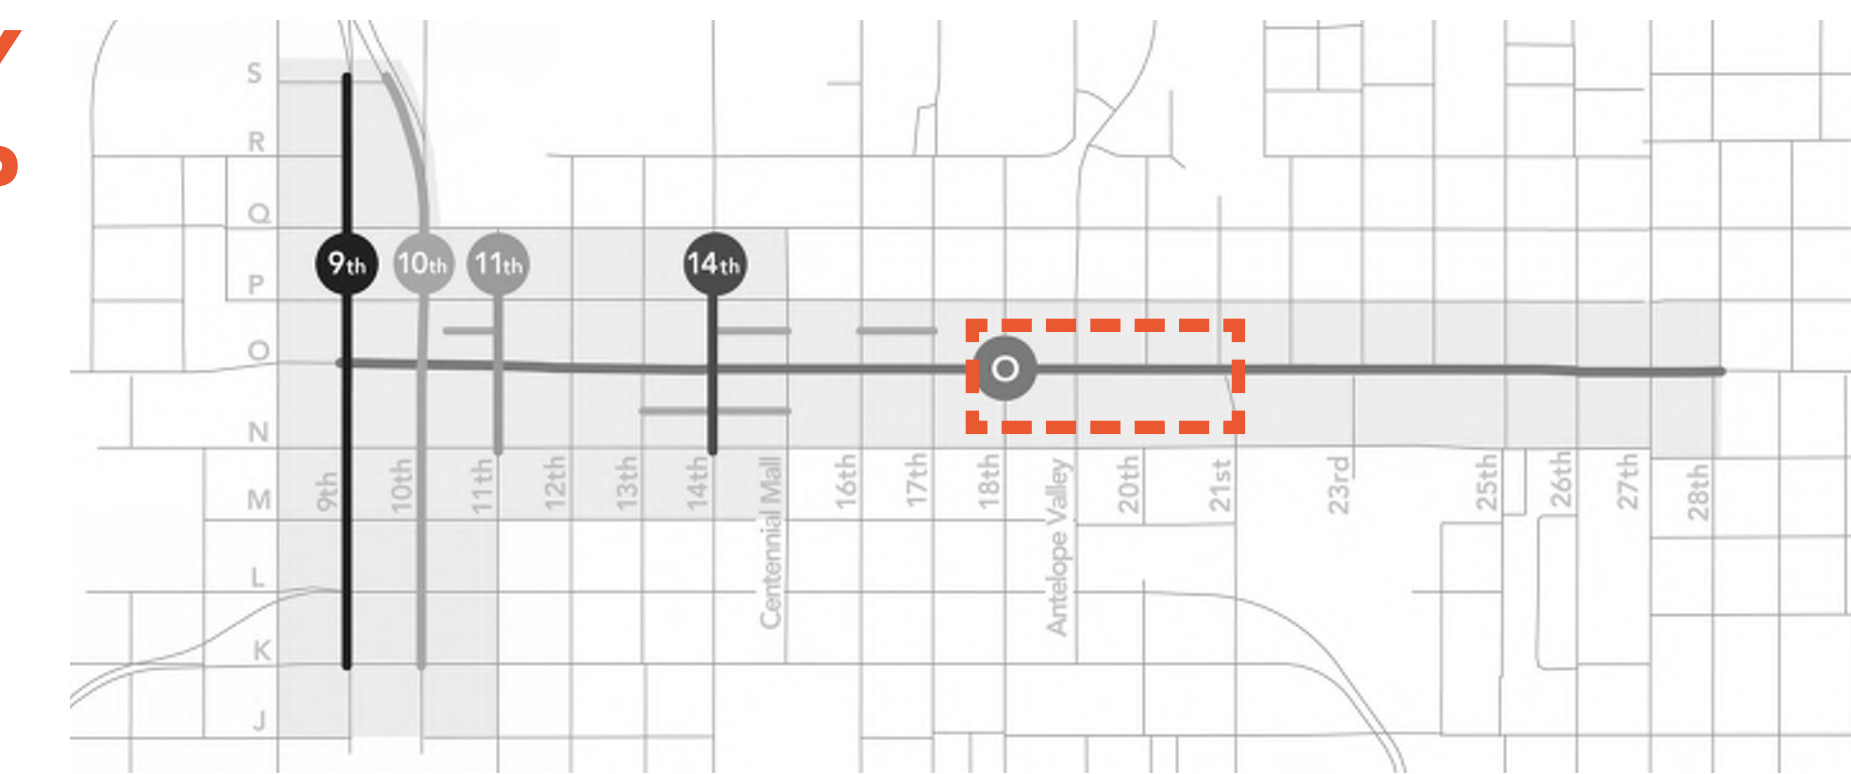 S
R
Q
9th 10th 11th 14th
P
O
O
N
9th 10th 11th 12th 13th 14th Centennial Mall 16th 17th 18th Antelope Valley 20th 21st 23rd 25th 26th 27th 28th
M
L
K
J